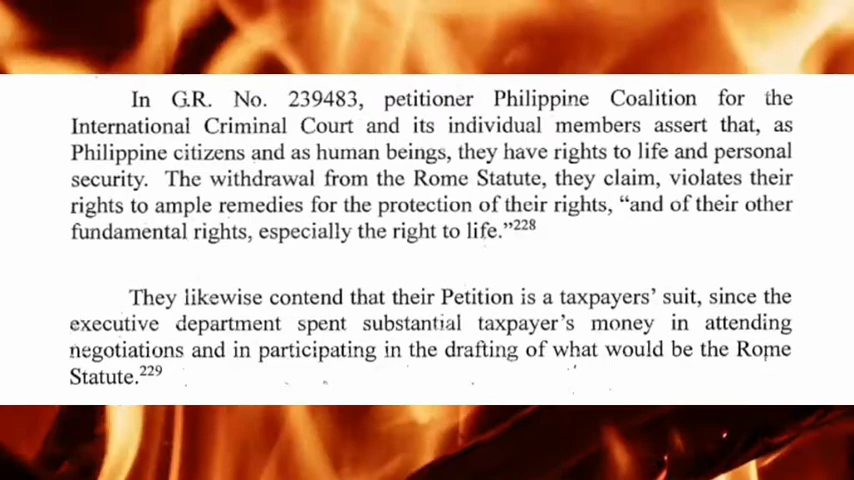 In G.R. No. 239483, petitioner Philippine Coalition for the
International Criminal Court and its individual members assert that, as
Philippine citizens and as human beings, they have rights to life and personal
security. The withdrawal from the Rome Statute, they claim, violates their
rights to ample remedies for the protection of their rights, “and of their other
fundamental rights, especially the right to life.”228
They likewise contend that their Petition is a taxpayers’ suit, since the
executive department spent substantial taxpayer’s money in attending
negotiations and in participating in the drafting of what would be the Rome
Statute.229